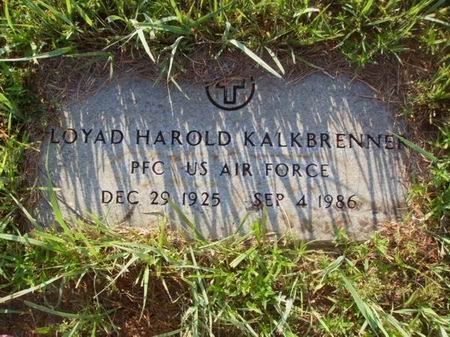 LOYAD HAROLD KALKBRENNER
PFC US AIR FORCE
DEC 29 1925 SEP 4 1986